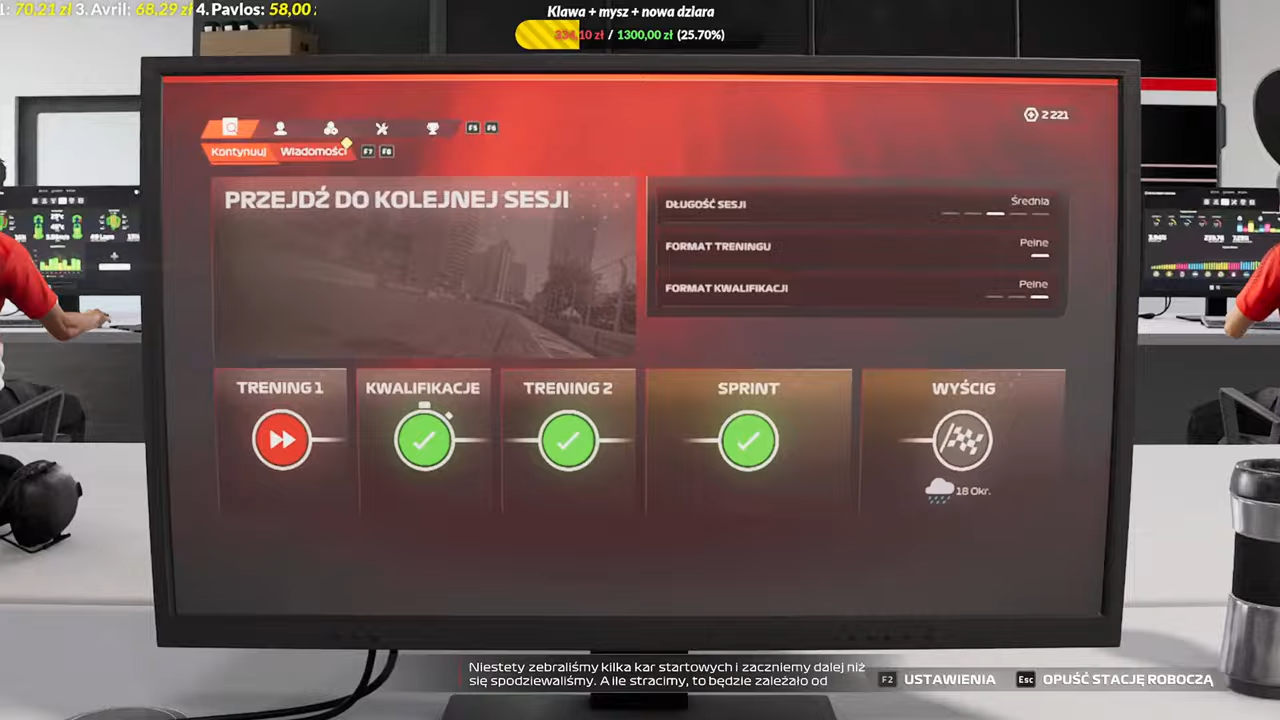 1: 70,21 zł 3. Avril: 68,29 zł 4. Pavlos: 58,00
Klawa + mysz + nowa dziara
334,10 zł / 1300,00 zł (25.70%)
F5 F6
2 221
Kontynuuj Wiadomości F7 F8
PRZEJDŹ DO KOLEJNEJ SESJI
DŁUGOŚĆ SESJI Średnia
FORMAT TRENINGU Pełne
FORMAT KWALIFIKACJI Pełne
TRENING 1 KWALIFIKACJE TRENING 2 SPRINT WYŚCIG
18 Okr.
Niestety zebraliśmy kilka kar startowych i zaczniemy dalej niż
się spodziewaliśmy. A ile stracimy, to będzie zależało od
F2 USTAWIENIA Esc OPUŚĆ STACJĘ ROBOCZĄ